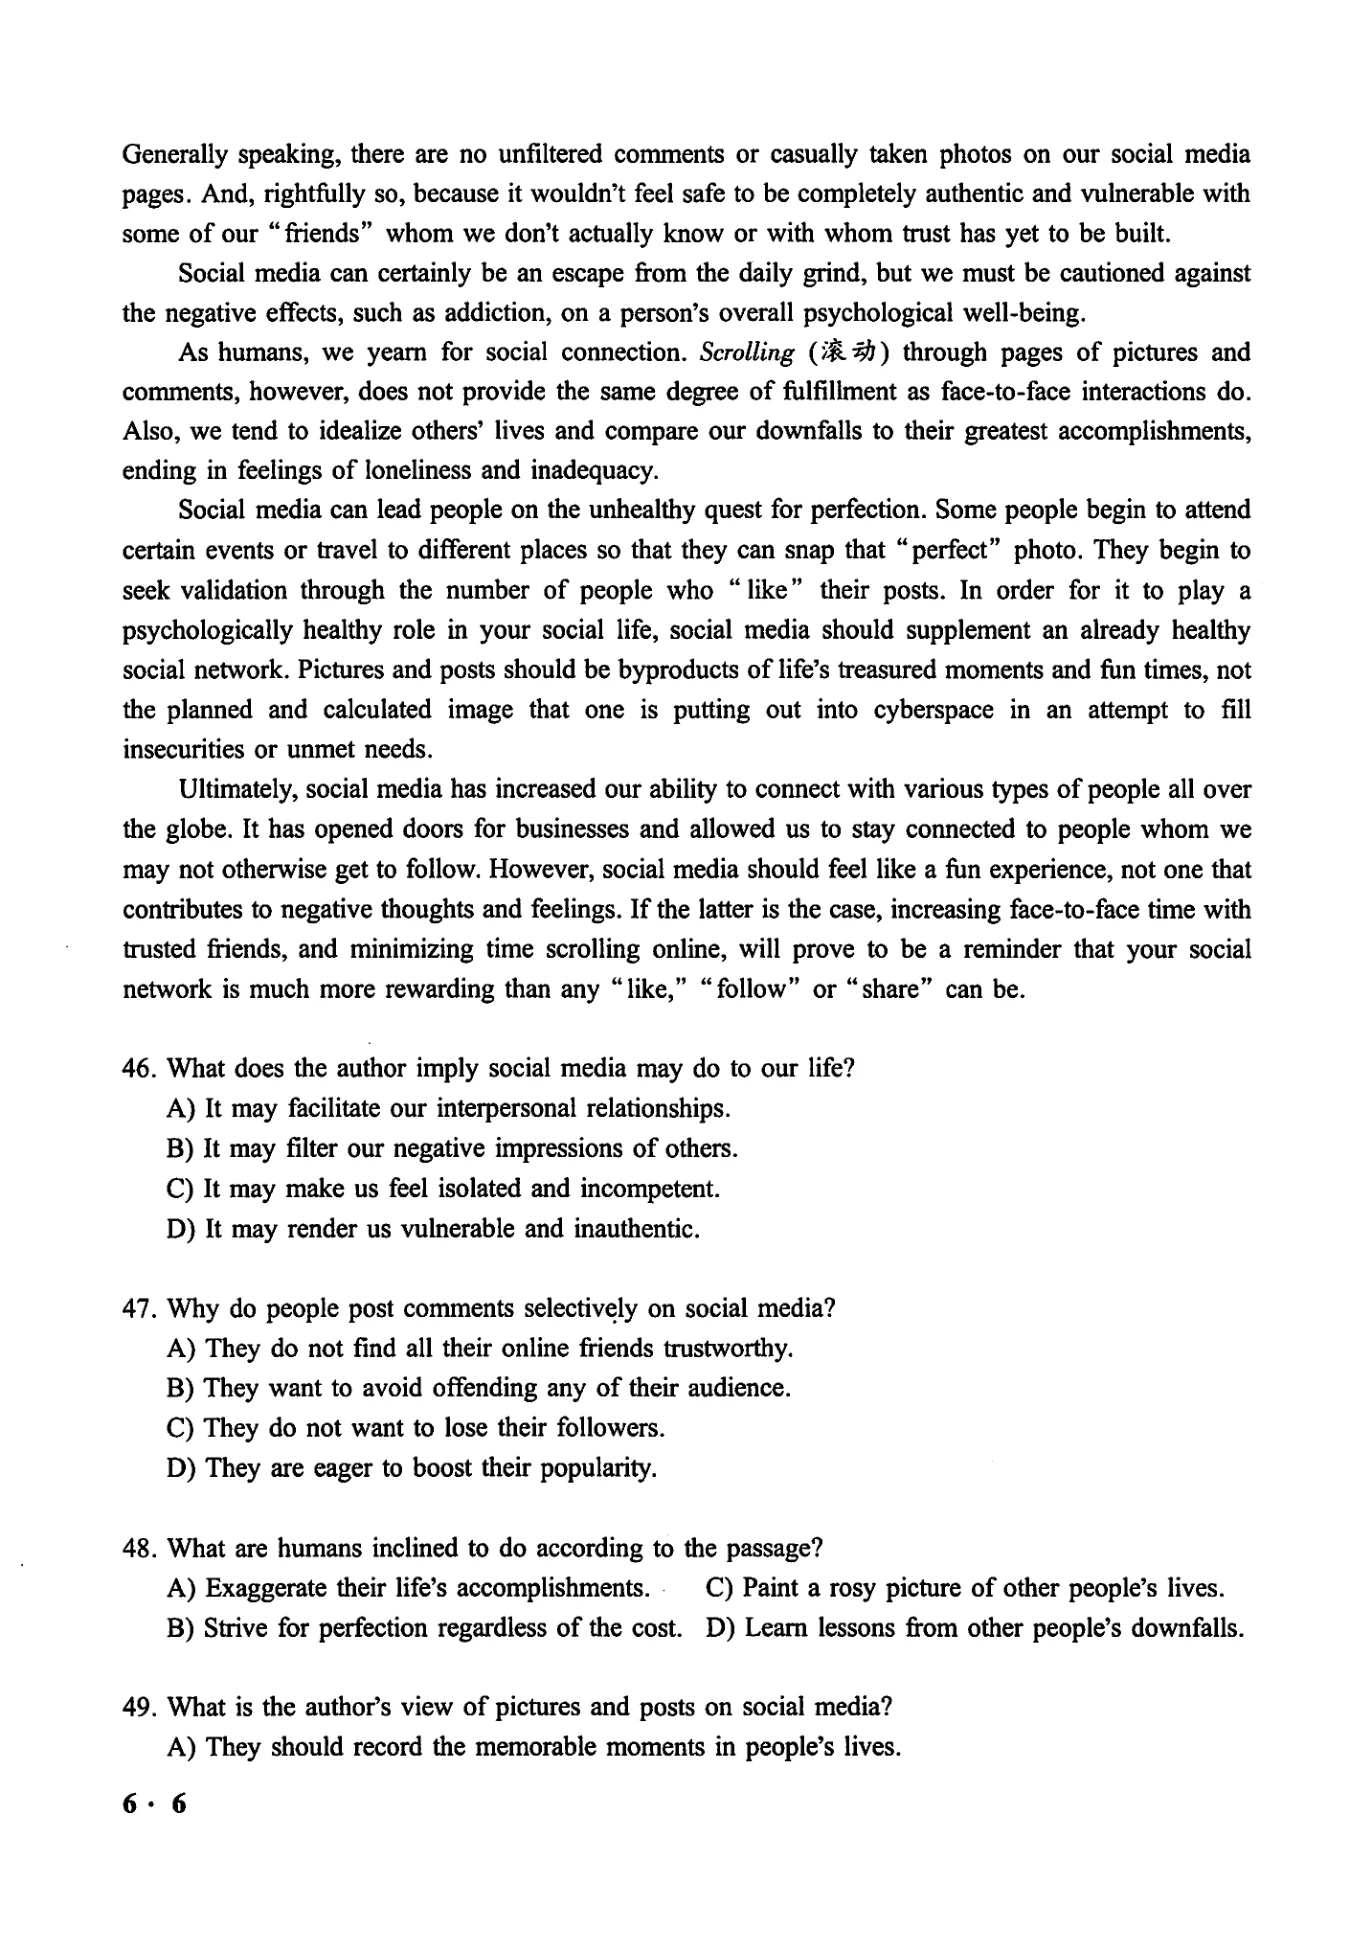 Generally speaking, there are no unfiltered comments or casually taken photos on our social media
pages. And, rightfully so, because it wouldn't feel safe to be completely authentic and vulnerable with
some of our “friends” whom we don't actually know or with whom trust has yet to be built.
Social media can certainly be an escape from the daily grind, but we must be cautioned against
the negative effects, such as addiction, on a person's overall psychological well-being.
As humans, we yearn for social connection. Scrolling (滚动) through pages of pictures and
comments, however, does not provide the same degree of fulfillment as face-to-face interactions do.
Also, we tend to idealize others' lives and compare our downfalls to their greatest accomplishments,
ending in feelings of loneliness and inadequacy.
Social media can lead people on the unhealthy quest for perfection. Some people begin to attend
certain events or travel to different places so that they can snap that “perfect” photo. They begin to
seek validation through the number of people who “like” their posts. In order for it to play a
psychologically healthy role in your social life, social media should supplement an already healthy
social network. Pictures and posts should be byproducts of life's treasured moments and fun times, not
the planned and calculated image that one is putting out into cyberspace in an attempt to fill
insecurities or unmet needs.
Ultimately, social media has increased our ability to connect with various types of people all over
the globe. It has opened doors for businesses and allowed us to stay connected to people whom we
may not otherwise get to follow. However, social media should feel like a fun experience, not one that
contributes to negative thoughts and feelings. If the latter is the case, increasing face-to-face time with
trusted friends, and minimizing time scrolling online, will prove to be a reminder that your social
network is much more rewarding than any “like,” “follow” or “share” can be.
46. What does the author imply social media may do to our life?
A) It may facilitate our interpersonal relationships.
B) It may filter our negative impressions of others.
C) It may make us feel isolated and incompetent.
D) It may render us vulnerable and inauthentic.
47. Why do people post comments selectively on social media?
A) They do not find all their online friends trustworthy.
B) They want to avoid offending any of their audience.
C) They do not want to lose their followers.
D) They are eager to boost their popularity.
48. What are humans inclined to do according to the passage?
A) Exaggerate their life's accomplishments. C) Paint a rosy picture of other people's lives.
B) Strive for perfection regardless of the cost. D) Learn lessons from other people's downfalls.
49. What is the author's view of pictures and posts on social media?
A) They should record the memorable moments in people's lives.
6 · 6